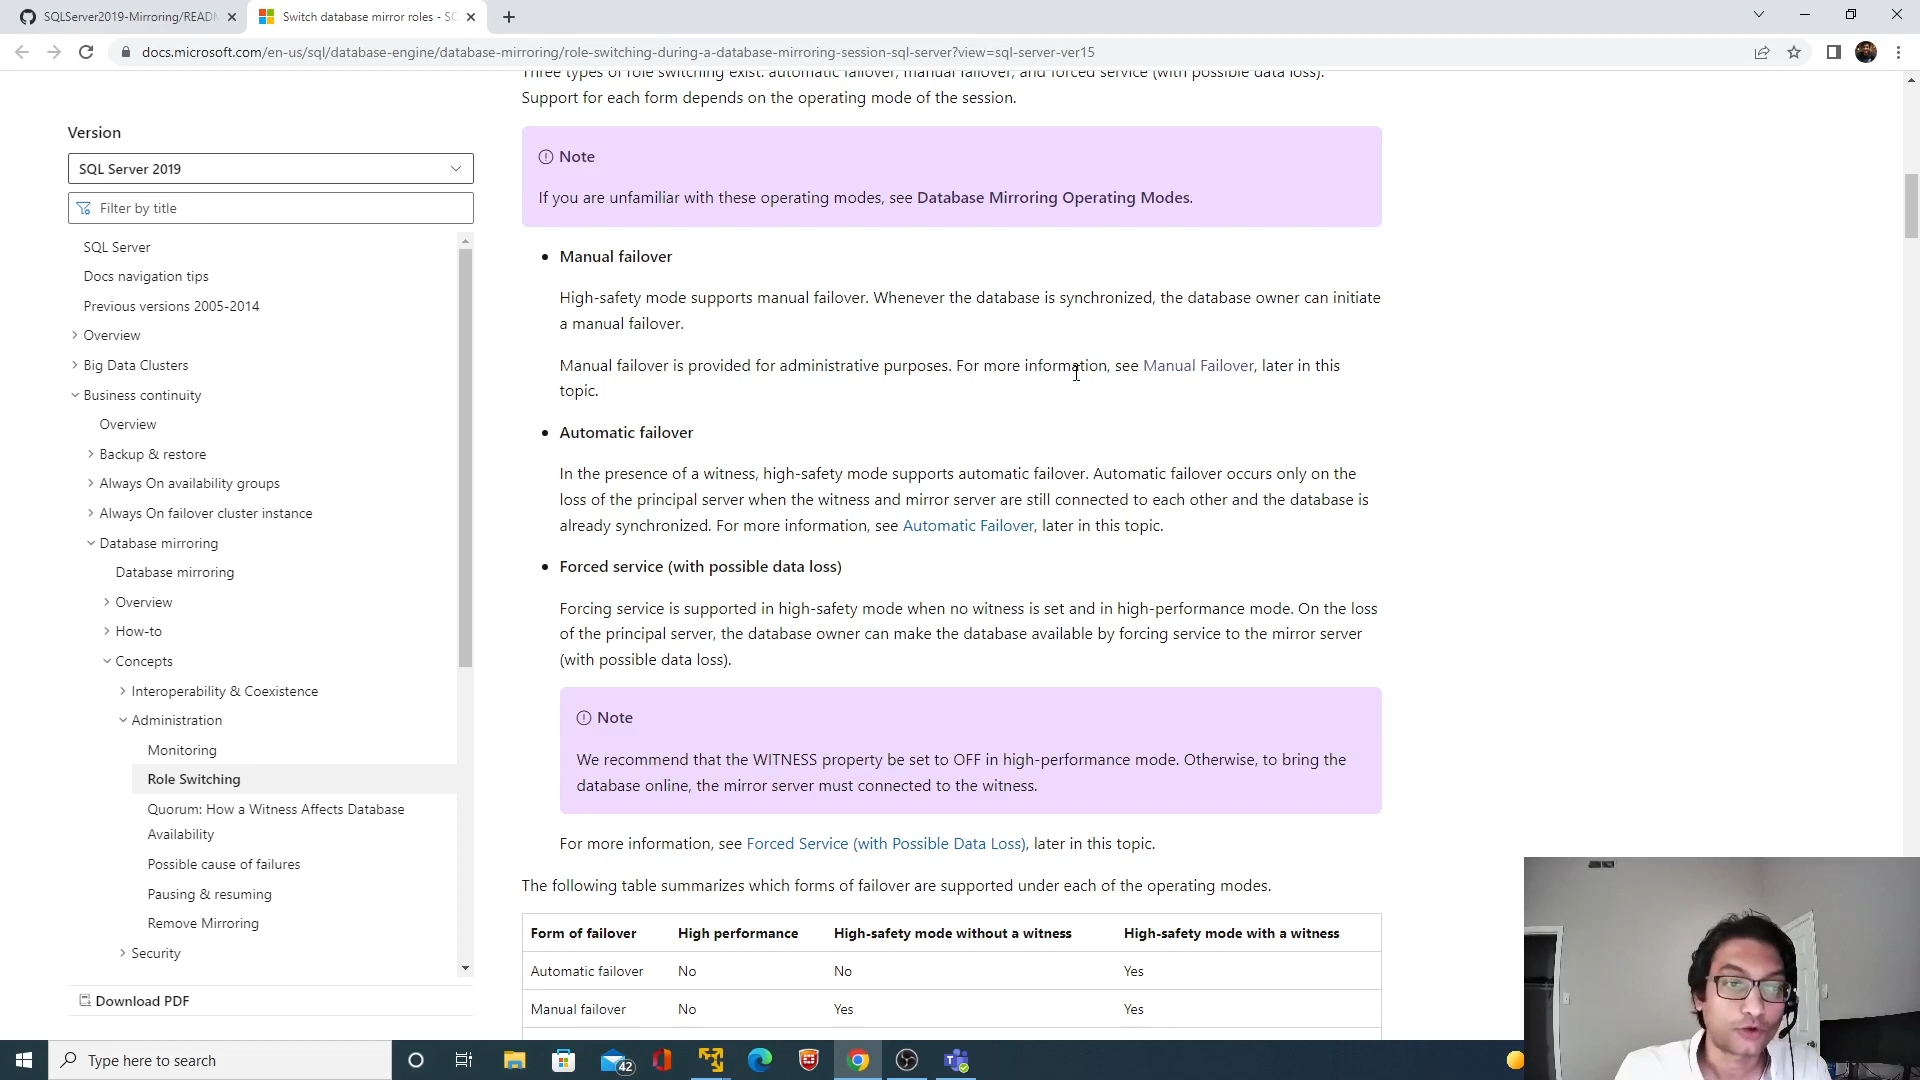 SQLServer2019-Mirroring/READM
Switch database mirror roles - SC
docs.microsoft.com/en-us/sql/database-engine/database-mirroring/role-switching-during-a-database-mirroring-session-sql-server?view=sql-server-ver15
Three types of role switching exist: automatic failover, manual failover, and forced service (with possible data loss).
Support for each form depends on the operating mode of the session.
Version
SQL Server 2019
Filter by title
SQL Server
Docs navigation tips
Previous versions 2005-2014
Overview
Big Data Clusters
Business continuity
Overview
Backup & restore
Always On availability groups
Always On failover cluster instance
Database mirroring
Database mirroring
Overview
How-to
Concepts
Interoperability & Coexistence
Administration
Monitoring
Role Switching
Quorum: How a Witness Affects Database
Availability
Possible cause of failures
Pausing & resuming
Remove Mirroring
Security
Download PDF
Note
If you are unfamiliar with these operating modes, see Database Mirroring Operating Modes.
• Manual failover
High-safety mode supports manual failover. Whenever the database is synchronized, the database owner can initiate
a manual failover.
Manual failover is provided for administrative purposes. For more information, see Manual Failover, later in this
topic.
• Automatic failover
In the presence of a witness, high-safety mode supports automatic failover. Automatic failover occurs only on the
loss of the principal server when the witness and mirror server are still connected to each other and the database is
already synchronized. For more information, see Automatic Failover, later in this topic.
• Forced service (with possible data loss)
Forcing service is supported in high-safety mode when no witness is set and in high-performance mode. On the loss
of the principal server, the database owner can make the database available by forcing service to the mirror server
(with possible data loss).
Note
We recommend that the WITNESS property be set to OFF in high-performance mode. Otherwise, to bring the
database online, the mirror server must connected to the witness.
For more information, see Forced Service (with Possible Data Loss), later in this topic.
The following table summarizes which forms of failover are supported under each of the operating modes.
Form of failover High performance High-safety mode without a witness High-safety mode with a witness
Automatic failover No No Yes
Manual failover No Yes Yes
Type here to search
42